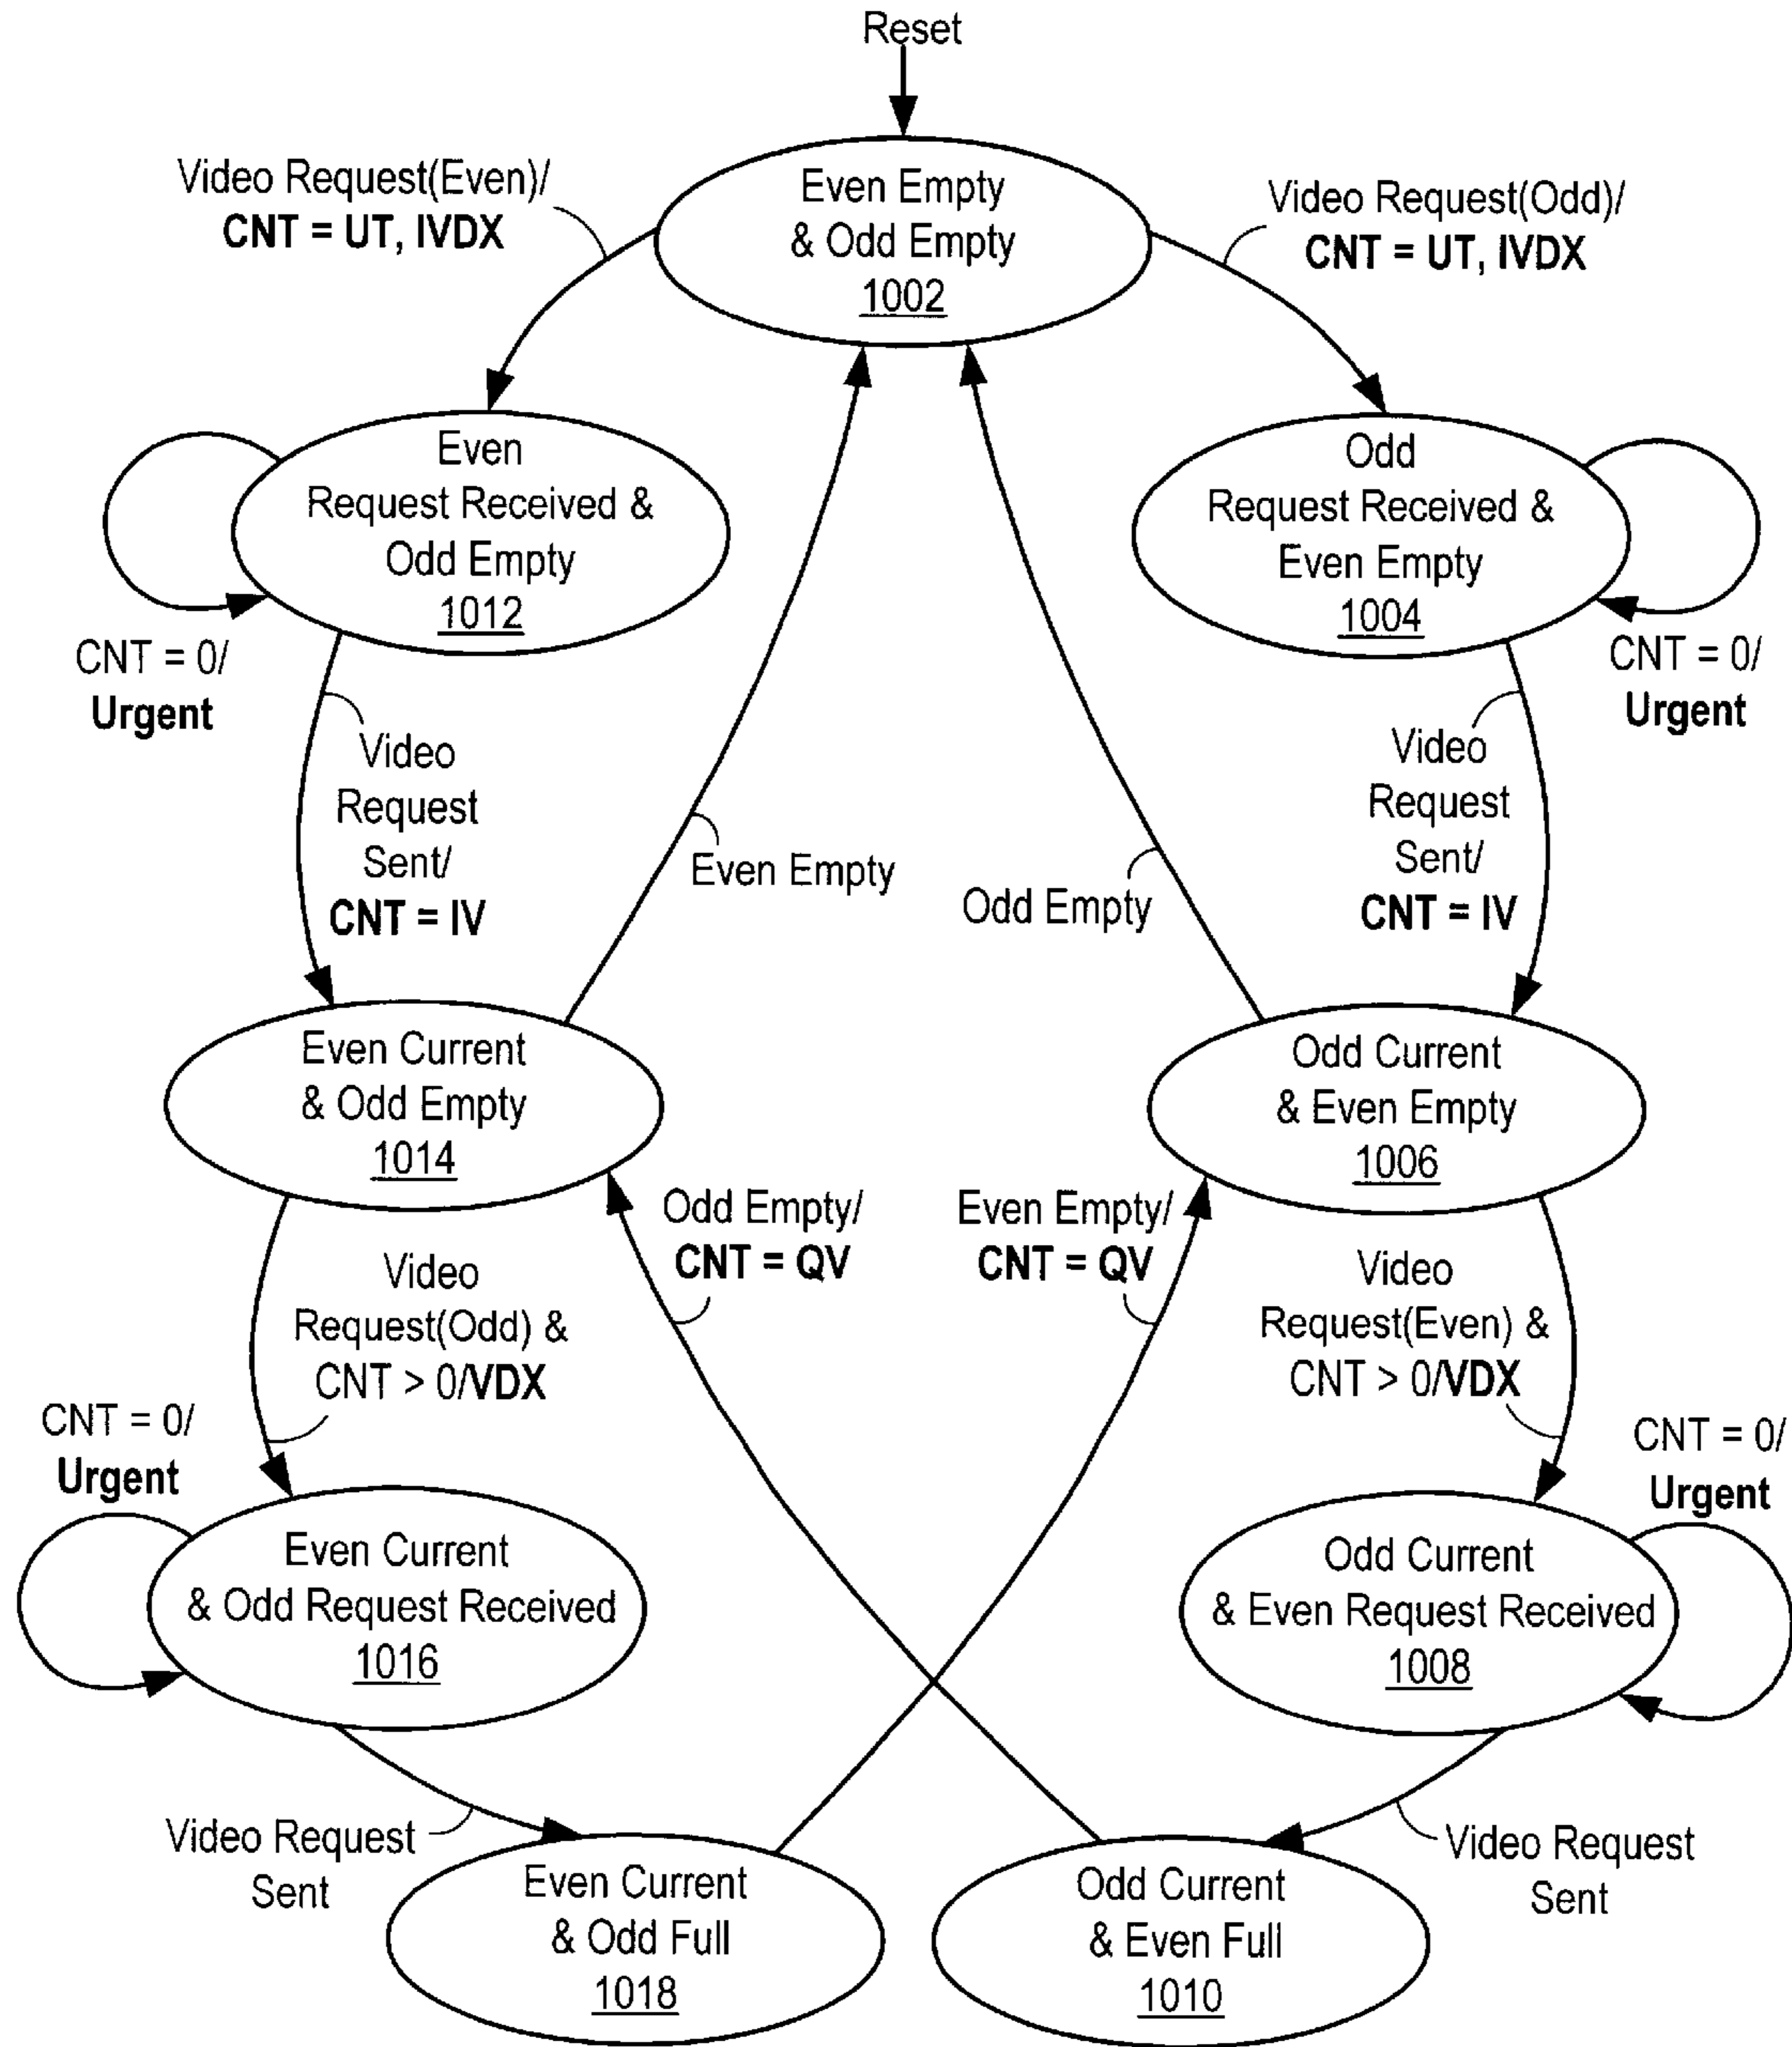 Reset
Video Request(Even)/
CNT = UT, IVDX
Even Empty
& Odd Empty
1002
Video Request(Odd)/
CNT = UT, IVDX
Even
Request Received &
Odd Empty
1012
Odd
Request Received &
Even Empty
1004
CNT = 0/
Urgent
CNT = 0/
Urgent
Video
Request
Sent/
CNT = IV
Even Empty
Odd Empty
Video
Request
Sent/
CNT = IV
Even Current
& Odd Empty
1014
Odd Current
& Even Empty
1006
Odd Empty/
CNT = QV
Even Empty/
CNT = QV
Video
Request(Odd) &
CNT > 0/VDX
Video
Request(Even) &
CNT > 0/VDX
CNT = 0/
Urgent
CNT = 0/
Urgent
Even Current
& Odd Request Received
1016
Odd Current
& Even Request Received
1008
Video Request
Sent
Even Current
& Odd Full
1018
Odd Current
& Even Full
1010
Video Request
Sent